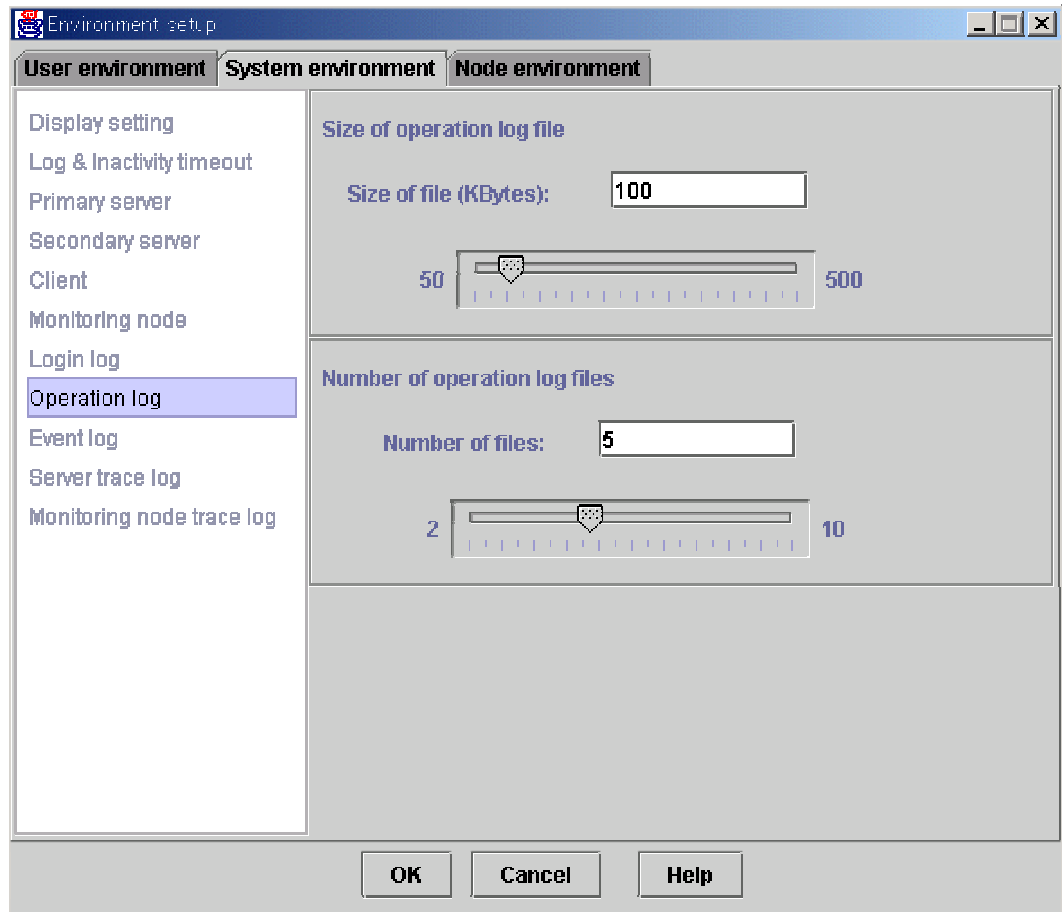 Environment setup
User environment System environment Node environment
Display setting
Log & Inactivity timeout
Primary server
Secondary server
Client
Monitoring node
Login log
Operation log
Event log
Server trace log
Monitoring node trace log
Size of operation log file
Size of file (KBytes): 100
50 500
Number of operation log files
Number of files: 5
2 10
OK Cancel Help